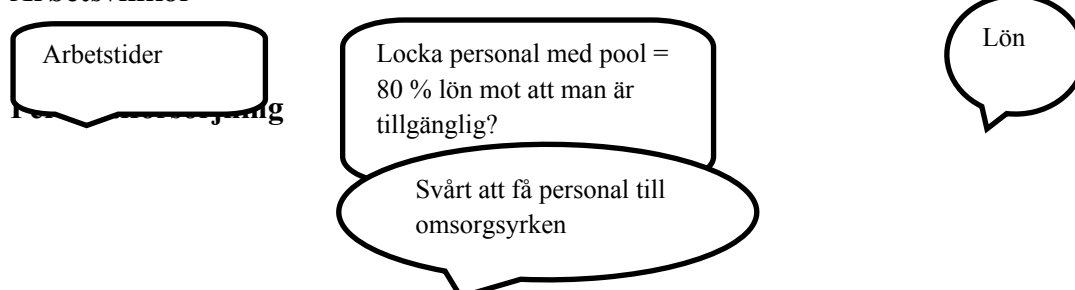 Arbetstider
Locka personal med pool =
80 % lön mot att man är
tillgänglig?
Lön
Svårt att få personal till
omsorgsyrken